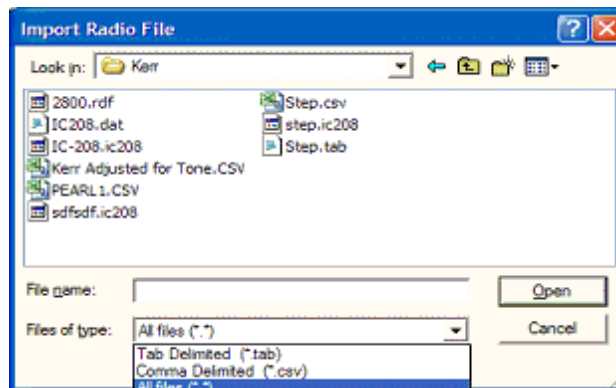 Import Radio File
Look in: Kerr
2800.rdf
IC208.dat
IC-208.ic208
Kerr Adjusted for Tone.CSV
PEARL1.CSV
sdfsdf.ic208
Step.csv
step.ic208
Step.tab
File name:
Open
Files of type: All files (*.*)
Cancel
Tab Delimited (*.tab)
Comma Delimited (*.csv)
All files (*.*)